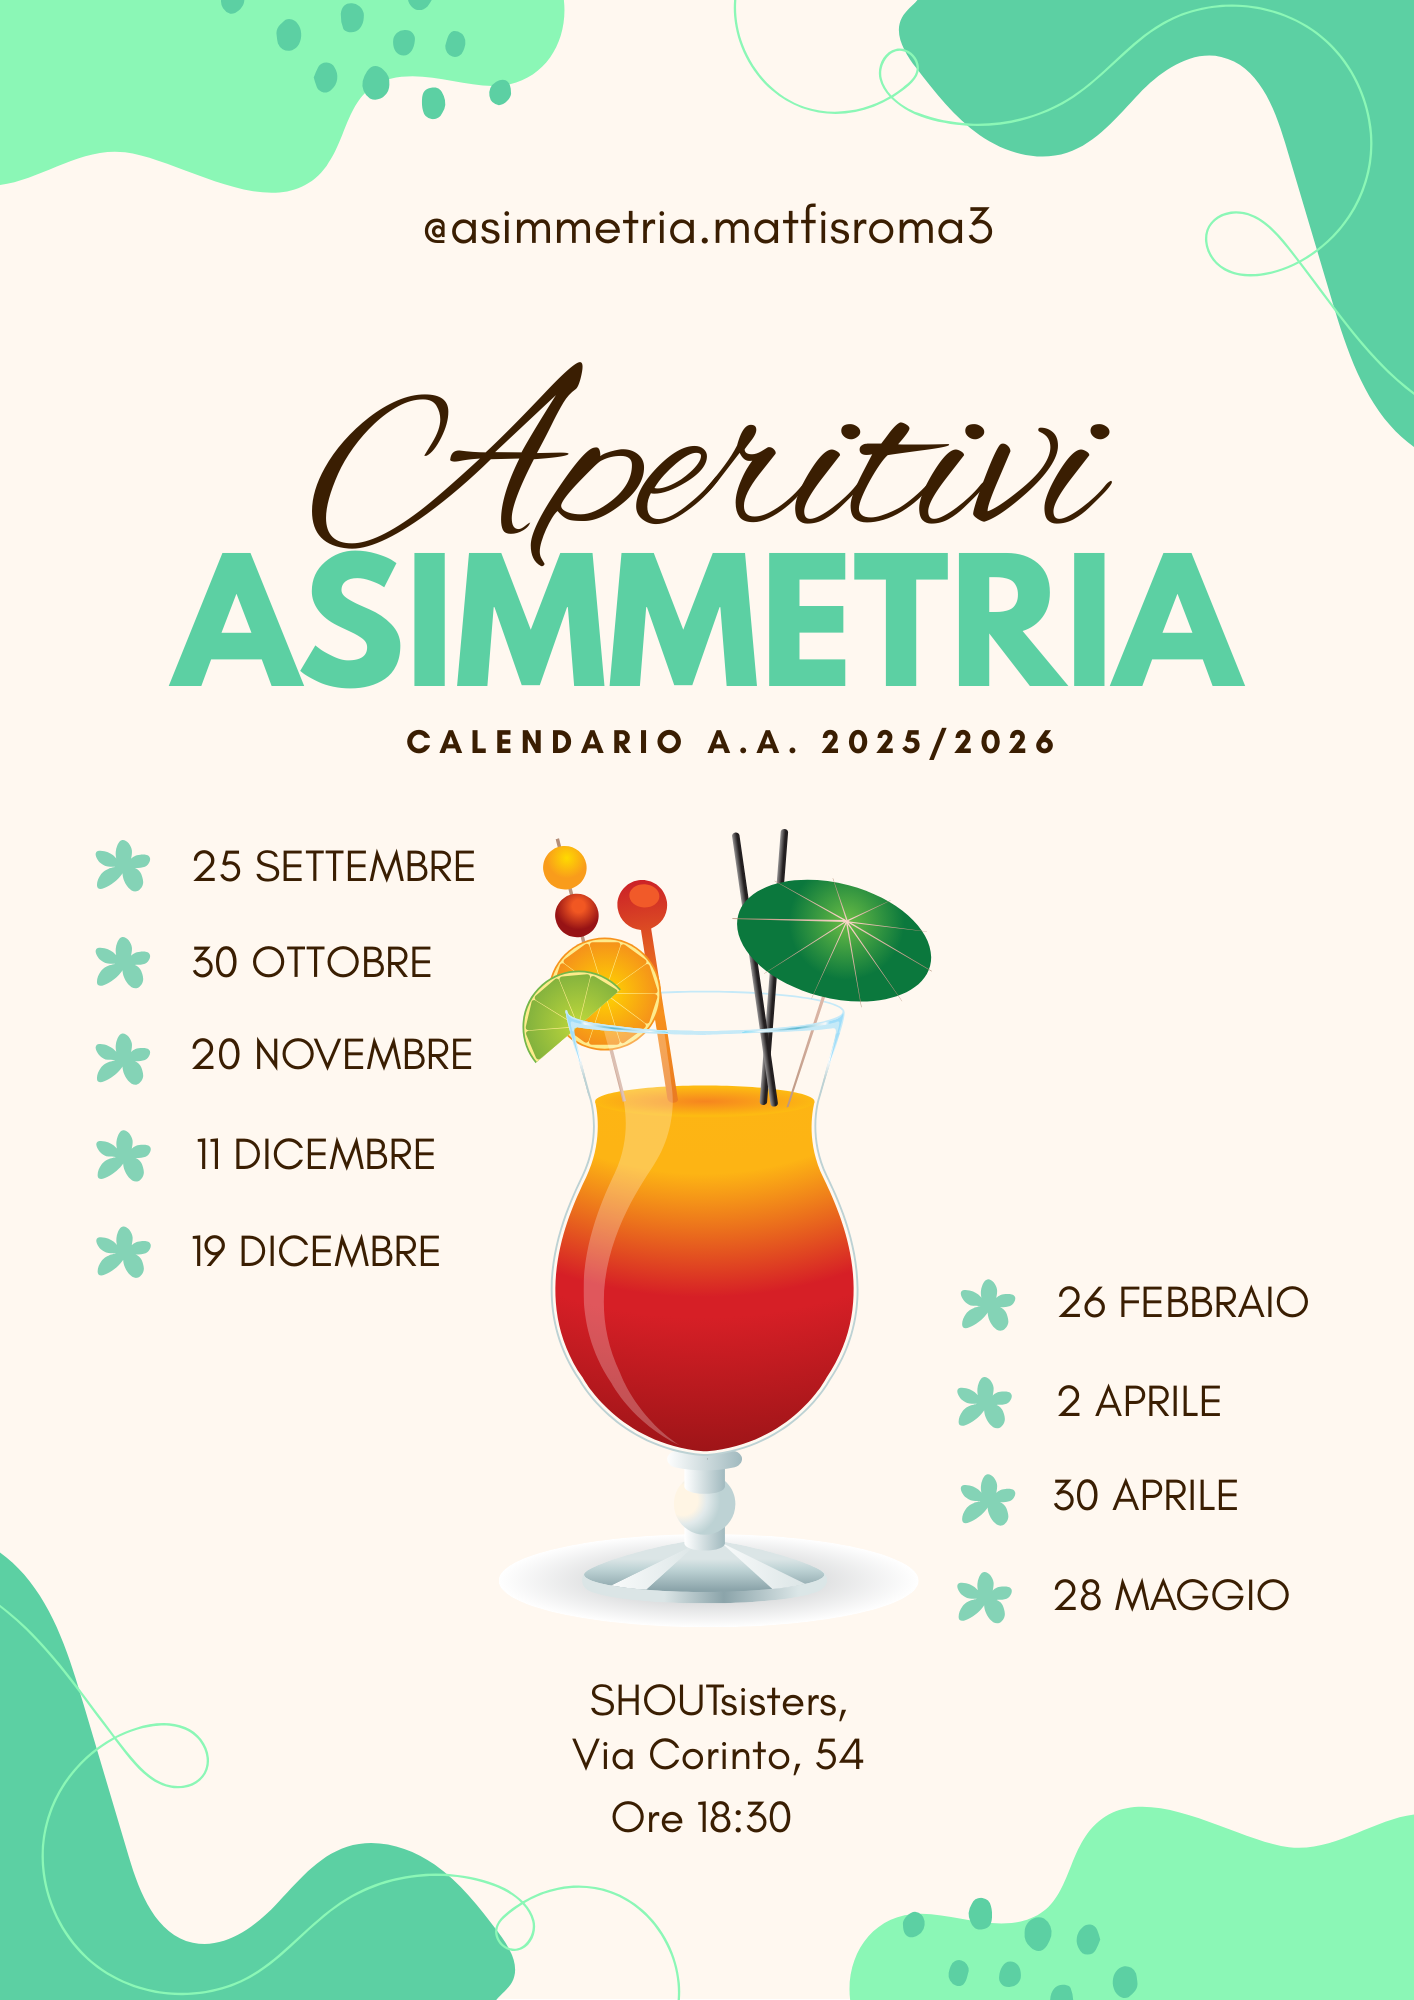 @asimmetria.matfisroma3
Aperitivi
ASIMMETRIA
CALENDARIO A.A. 2025/2026
25 SETTEMBRE
30 OTTOBRE
20 NOVEMBRE
11 DICEMBRE
19 DICEMBRE
26 FEBBRAIO
2 APRILE
30 APRILE
28 MAGGIO
SHOUTsisters,
Via Corinto, 54
Ore 18:30